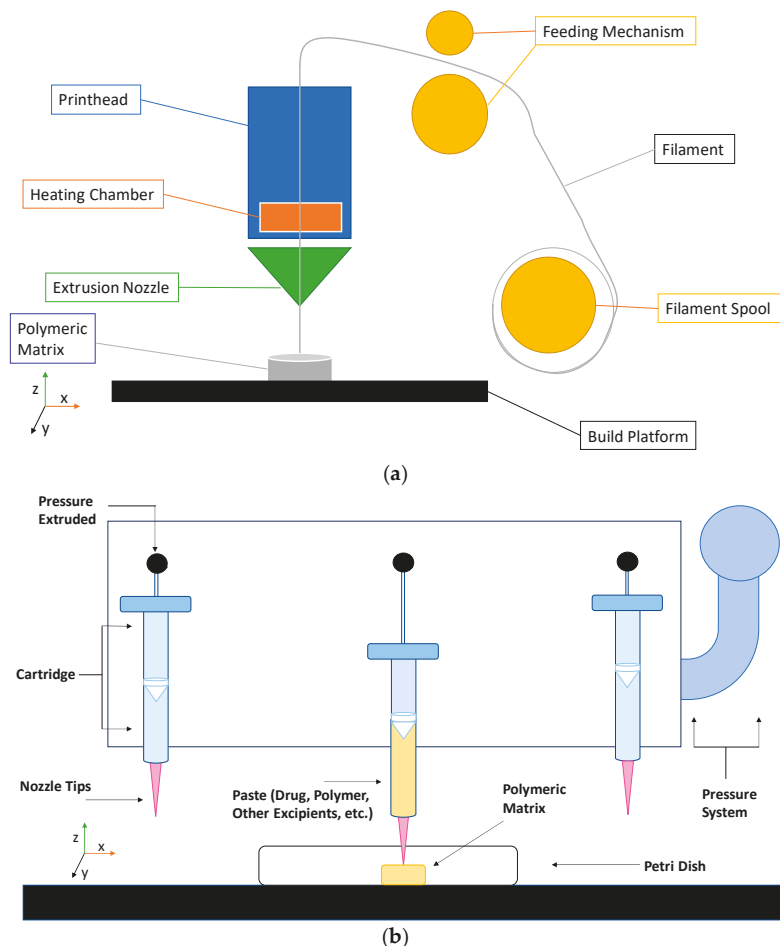 Feeding Mechanism
Printhead
Filament
Heating Chamber
Extrusion Nozzle
Filament Spool
Polymeric
Matrix
z
x
y
Build Platform
(a)
Pressure
Extruded
Cartridge
Nozzle Tips
Paste (Drug, Polymer,
Other Excipients, etc.)
Polymeric
Matrix
Pressure
System
z
x
y
Petri Dish
(b)